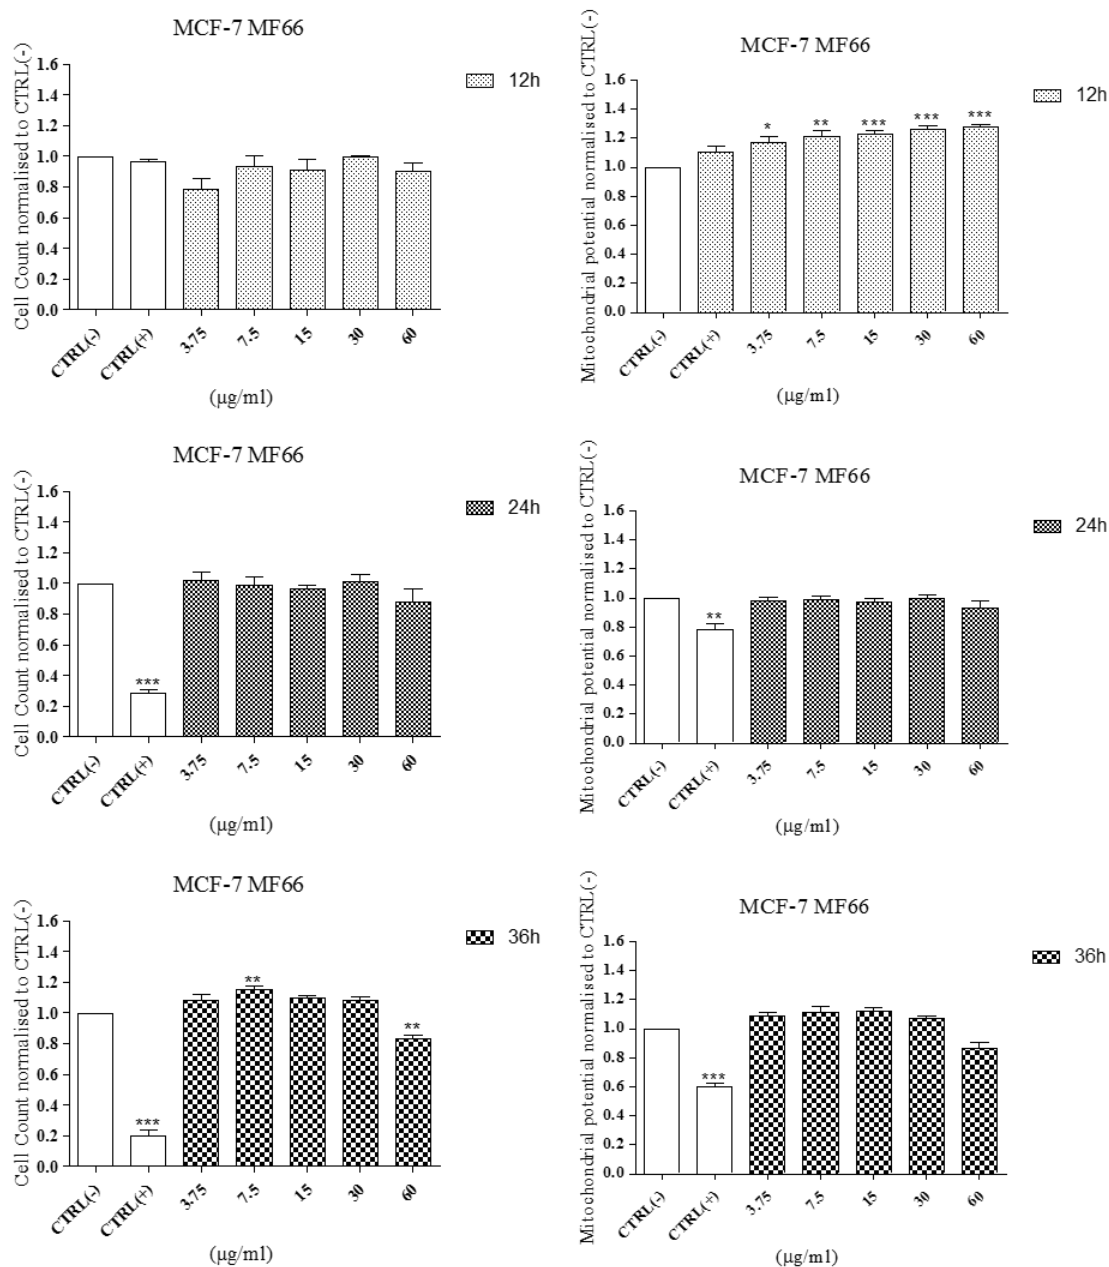 MCF-7 MF66
Cell Count normalised to CTRL(-)
1.6
1.4
1.2
1.0
0.8
0.6
0.4
0.2
0.0
CTRL(-) CTRL(+) 3.75 7.5 15 30 60
(µg/ml)
12h
MCF-7 MF66
Mitochondrial potential normalised to CTRL(-)
1.6
1.4
1.2
1.0
0.8
0.6
0.4
0.2
0.0
* ** *** *** ***
CTRL(-) CTRL(+) 3.75 7.5 15 30 60
(µg/ml)
12h
MCF-7 MF66
Cell Count normalised to CTRL(-)
1.6
1.4
1.2
1.0
0.8
0.6
0.4
0.2
0.0
***
CTRL(-) CTRL(+) 3.75 7.5 15 30 60
(µg/ml)
24h
MCF-7 MF66
Mitochondrial potential normalised to CTRL(-)
1.6
1.4
1.2
1.0
0.8
0.6
0.4
0.2
0.0
**
CTRL(-) CTRL(+) 3.75 7.5 15 30 60
(µg/ml)
24h
MCF-7 MF66
Cell Count normalised to CTRL(-)
1.6
1.4
1.2
1.0
0.8
0.6
0.4
0.2
0.0
*** ** **
CTRL(-) CTRL(+) 3.75 7.5 15 30 60
(µg/ml)
36h
MCF-7 MF66
Mitochondrial potential normalised to CTRL(-)
1.6
1.4
1.2
1.0
0.8
0.6
0.4
0.2
0.0
***
CTRL(-) CTRL(+) 3.75 7.5 15 30 60
(µg/ml)
36h